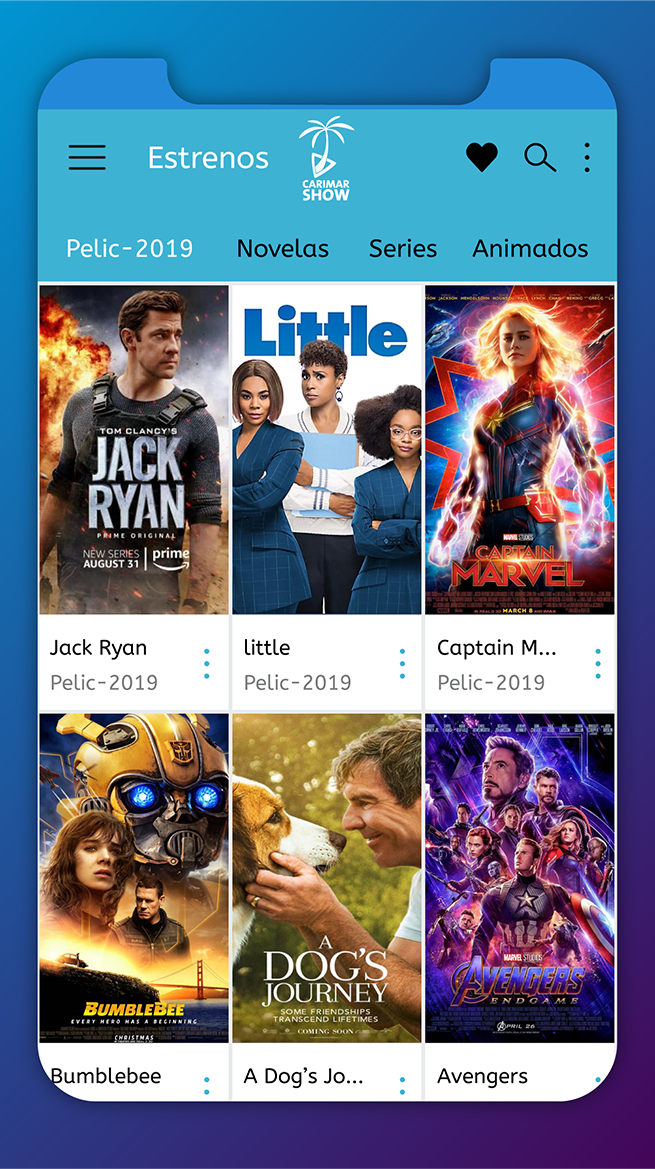 Estrenos
CARIMAR
SHOW
Pelic-2019
Novelas
Series
Animados
TOM CLANCY'S
JACK
RYAN
PRIME ORIGINAL
NEW SERIES
AUGUST 31
prime
Little
MARVEL STUDIOS
CAPTAIN
MARVEL
MARCH 8
Jack Ryan
Pelic-2019
little
Pelic-2019
Captain M...
Pelic-2019
BUMBLEBEE
EVERY HERO HAS A BEGINNING
CHRISTMAS
A
DOG'S
JOURNEY
SOME FRIENDSHIPS
TRANSCEND LIFETIMES
COMING SOON
MARVEL STUDIOS
AVENGERS
ENDGAME
APRIL 26
Bumblebee
A Dog's Jo...
Avengers